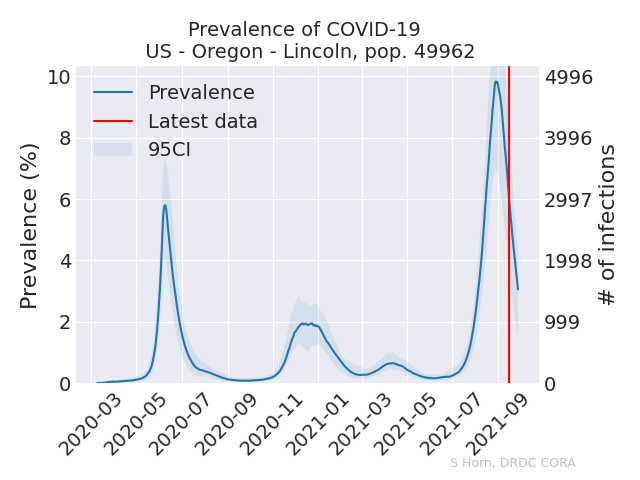 Prevalence of COVID-19
US - Oregon - Lincoln, pop. 49962
Prevalence
Latest data
95CI
Prevalence (%)
10
8
6
4
2
0
4996
3996
2997
1998
999
0
# of infections
2020-03
2020-05
2020-07
2020-09
2020-11
2021-01
2021-03
2021-05
2021-07
2021-09
S Horn, DRDC CORA